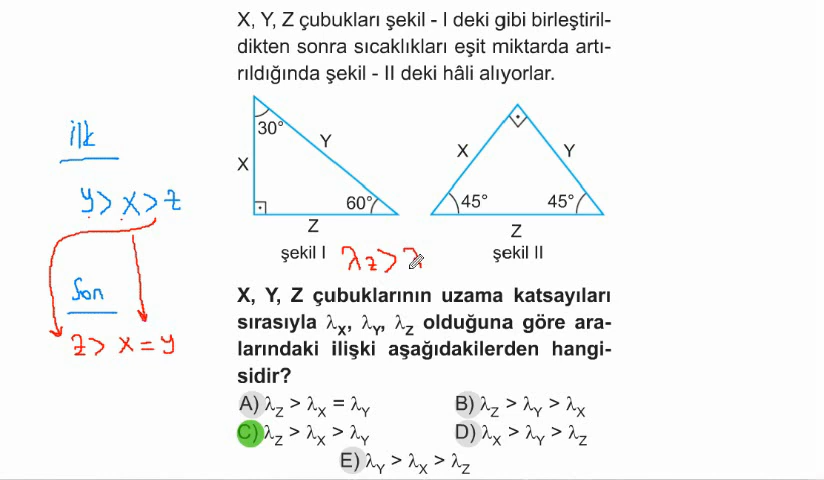 X, Y, Z çubukları şekil - I deki gibi birleştiril-
dikten sonra sıcaklıkları eşit miktarda artı-
rıldığında şekil - II deki hâli alıyorlar.
ilk
y > x > z
son
z > x = y
30°
Y
X
60°
Z
şekil I
X
Y
45°
45°
Z
şekil II
λz > λ
X, Y, Z çubuklarının uzama katsayıları
sırasıyla λX, λY, λZ olduğuna göre ara-
larındaki ilişki aşağıdakilerden hangi-
sidir?
A) λZ > λX = λY
B) λZ > λY > λX
C) λZ > λX > λY
D) λX > λY > λZ
E) λY > λX > λZ